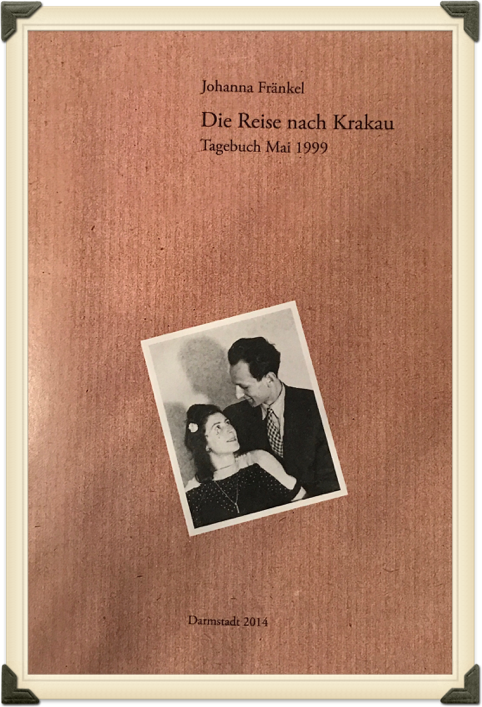 Johanna Fränkel
Die Reise nach Krakau
Tagebuch Mai 1999
Darmstadt 2014